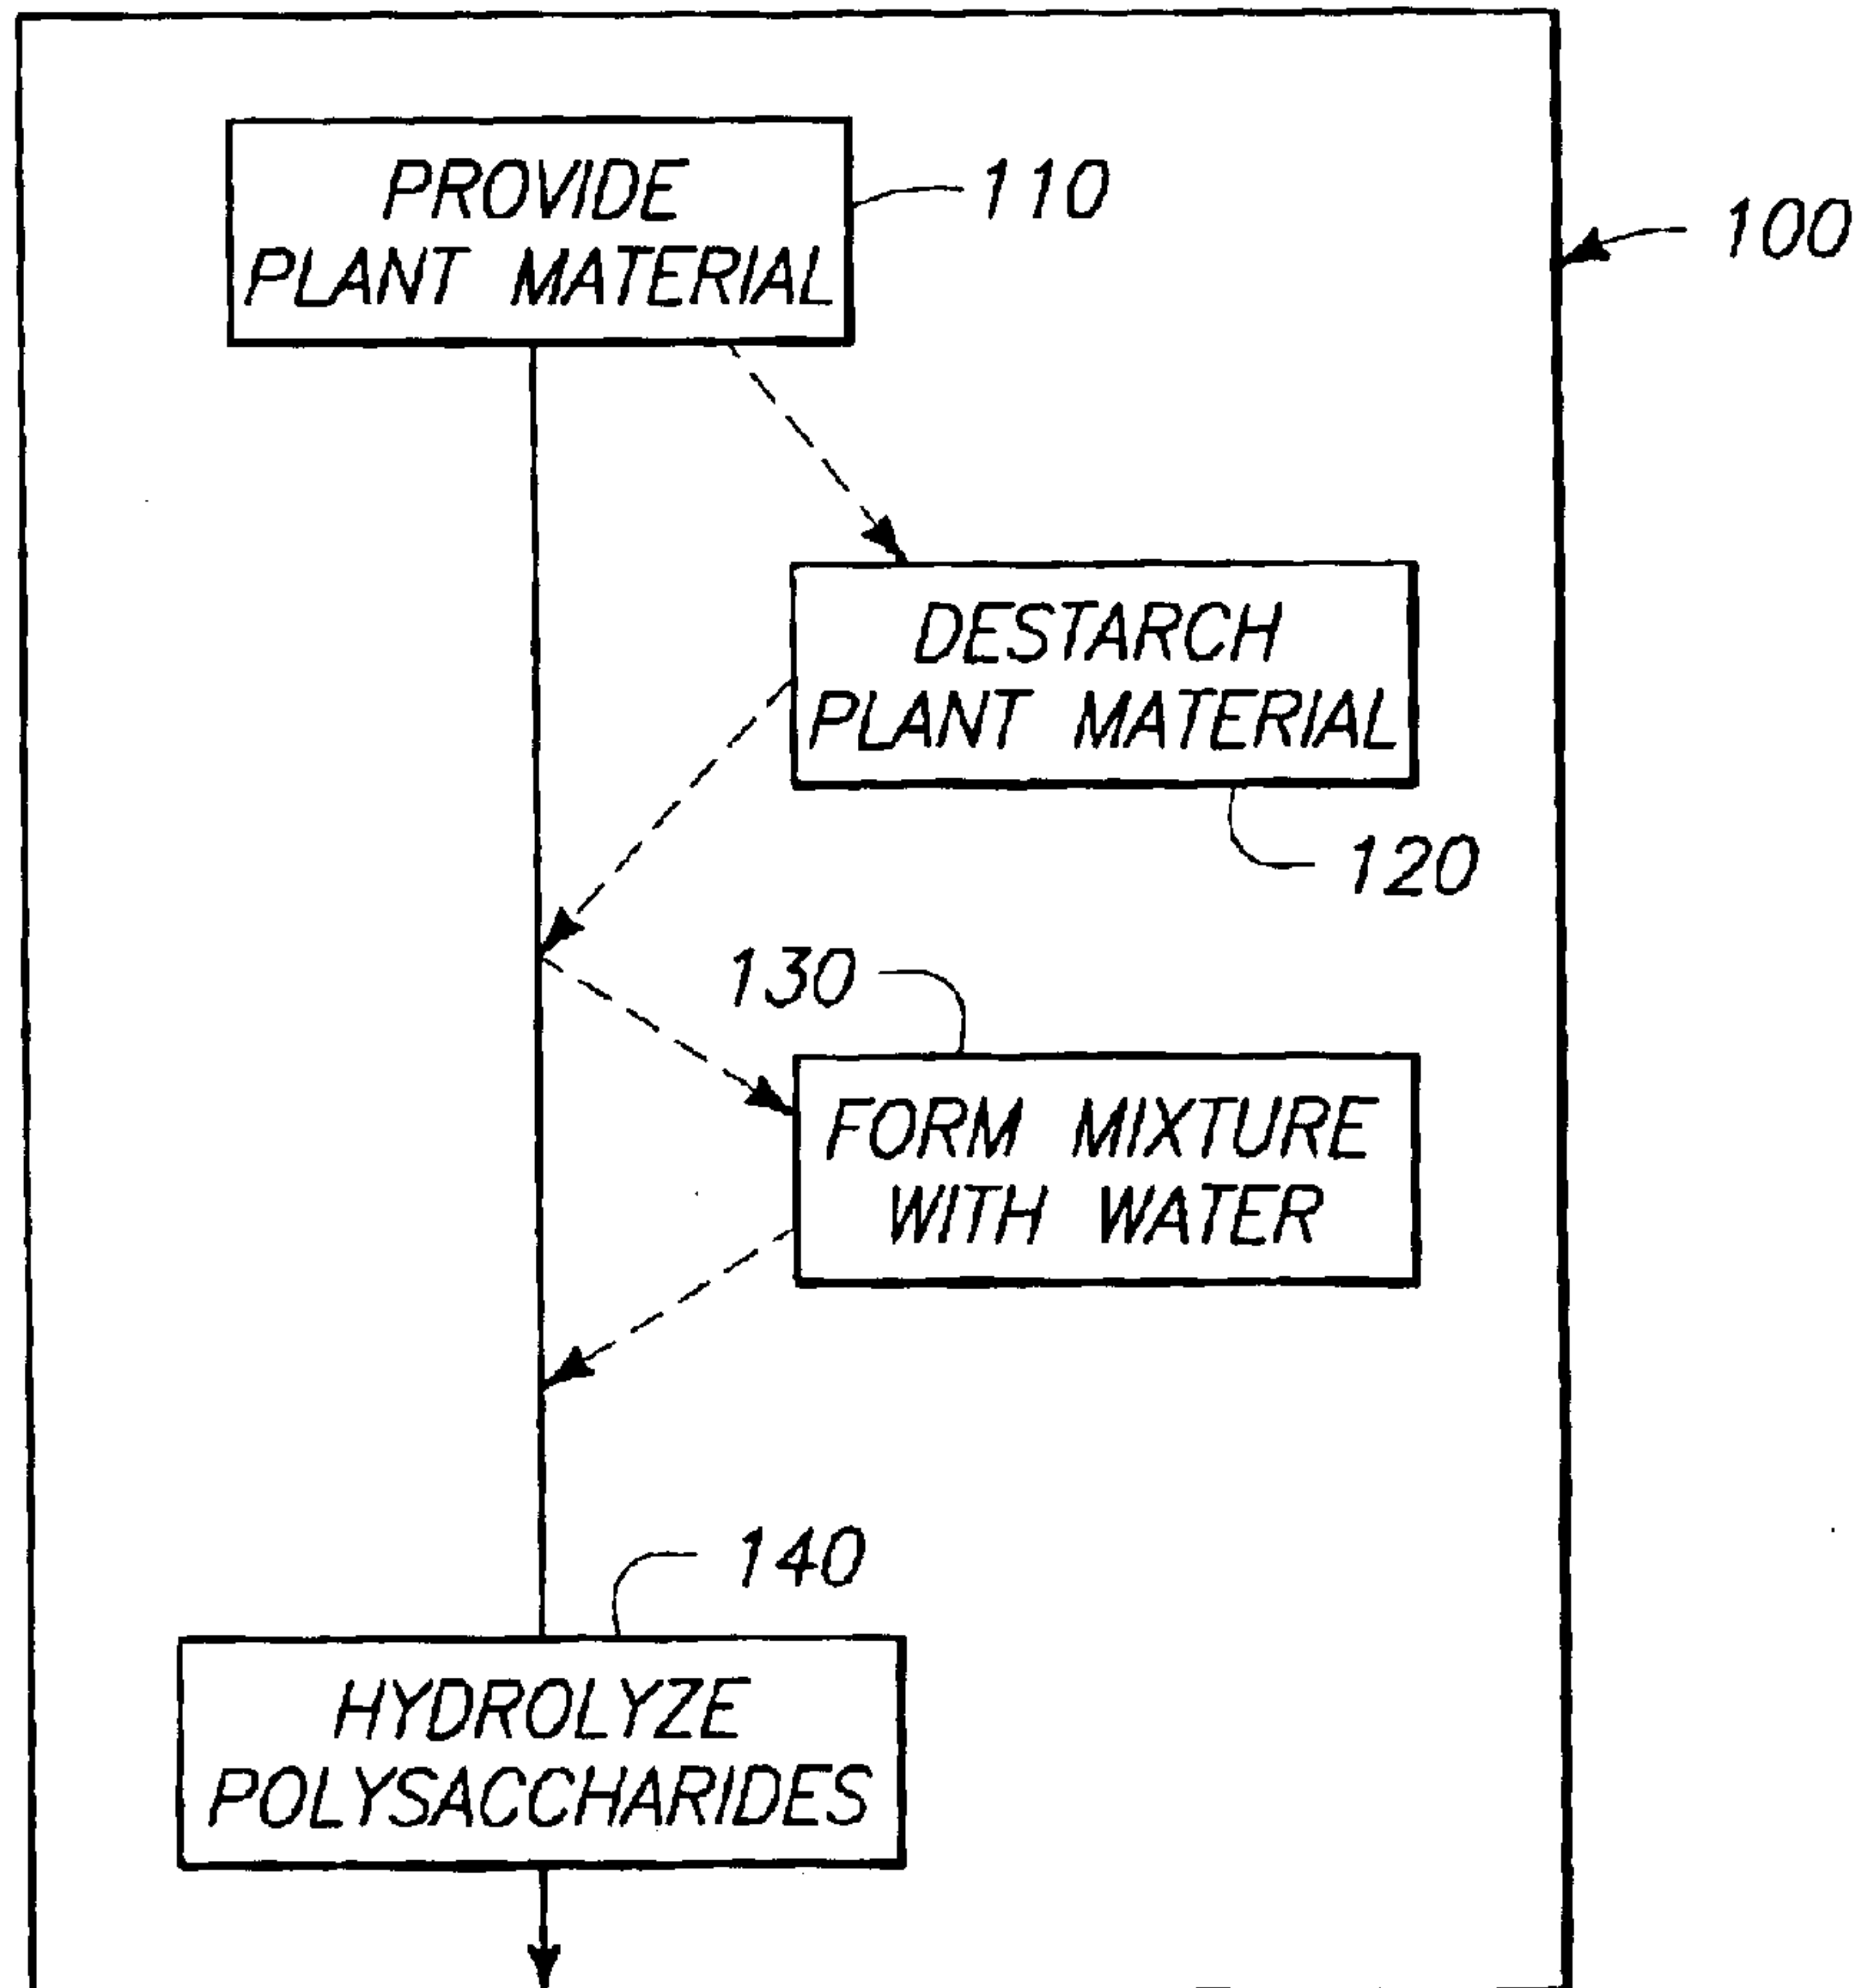 PROVIDE
PLANT MATERIAL
110
100
DESTARCH
PLANT MATERIAL
120
130
FORM MIXTURE
WITH WATER
140
HYDROLYZE
POLYSACCHARIDES